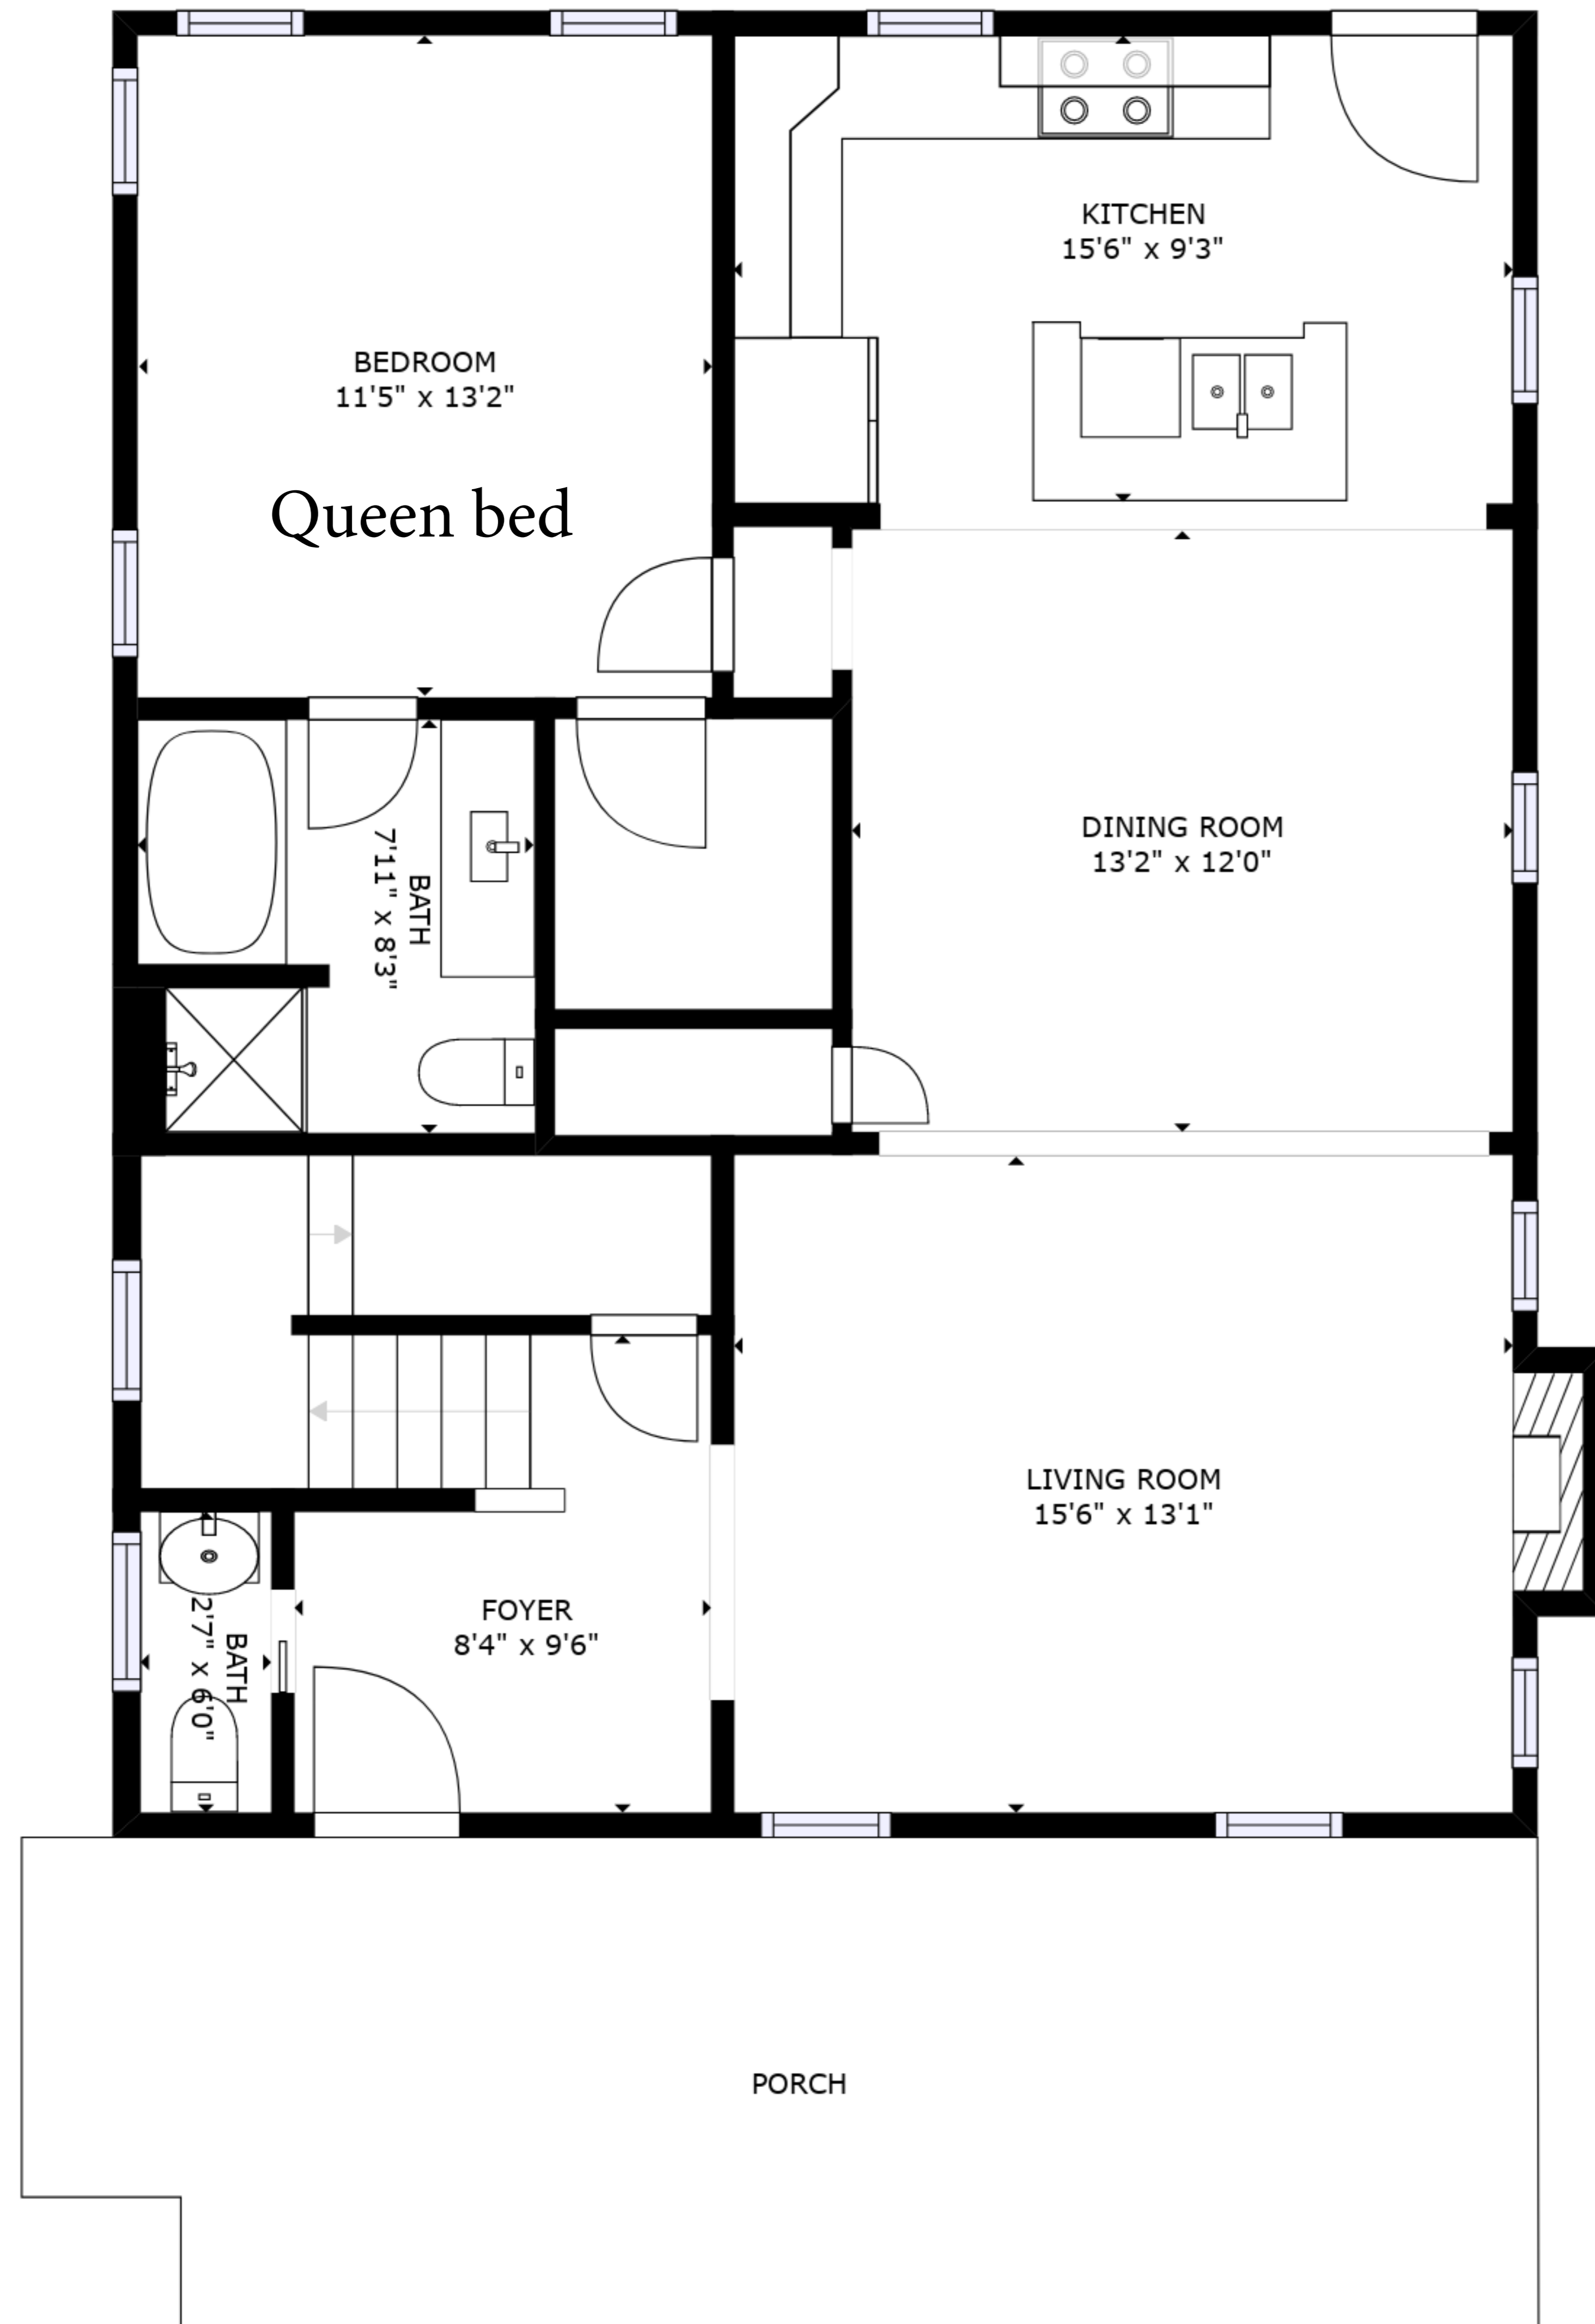 KITCHEN
15'6" x 9'3"
BEDROOM
11'5" x 13'2"
Queen bed
DINING ROOM
13'2" x 12'0"
BATH
7'11" x 8'3"
LIVING ROOM
15'6" x 13'1"
FOYER
8'4" x 9'6"
BATH
2'7" x 6'0"
PORCH